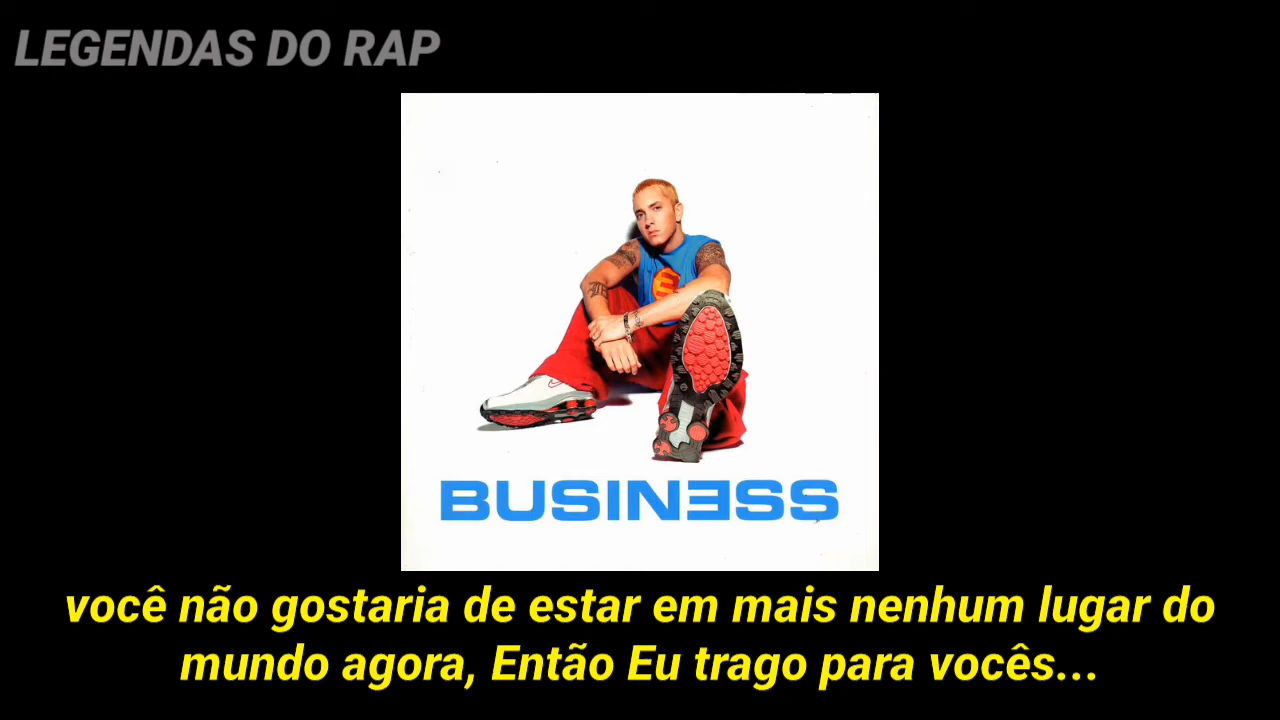 LEGENDAS DO RAP
E
BUSINƎSS
você não gostaria de estar em mais nenhum lugar do
mundo agora, Então Eu trago para vocês...